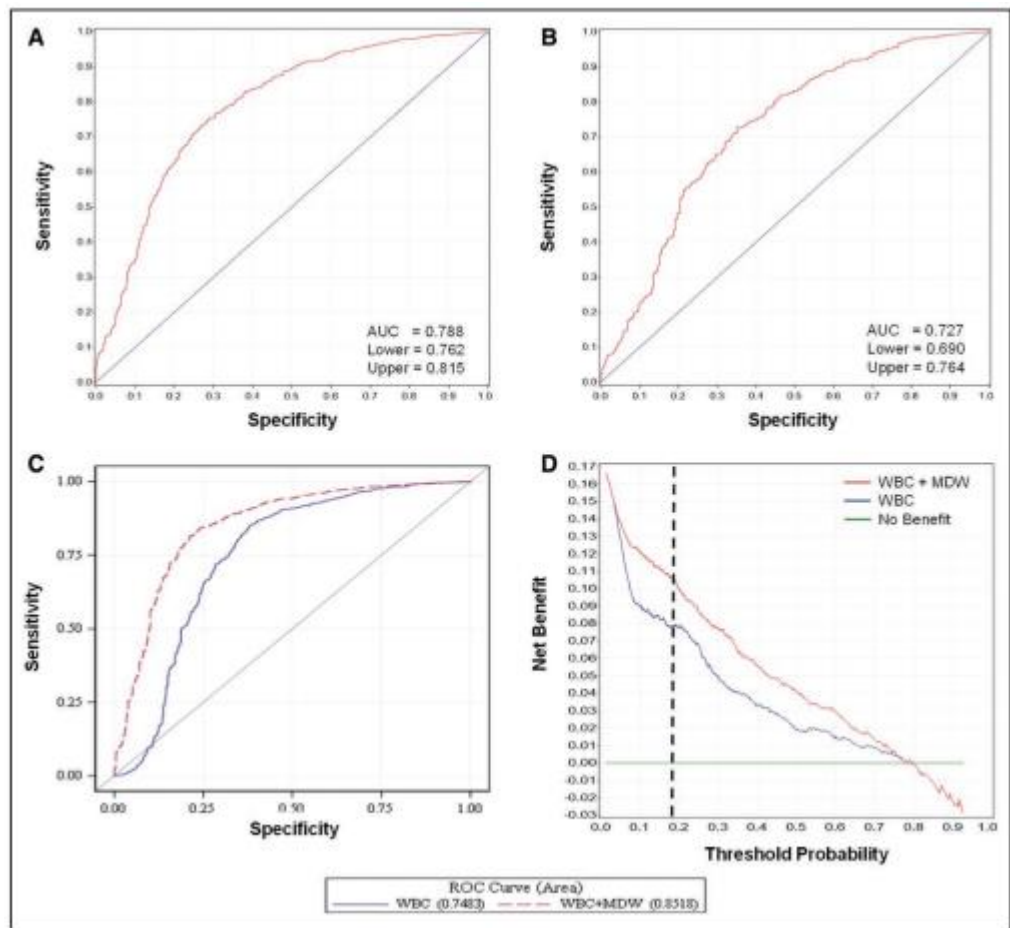 A
1.0
0.9
0.8
0.7
0.6
0.5
0.4
0.3
0.2
0.1
0.0
Sensitivity
AUC = 0.788
Lower = 0.762
Upper = 0.815
0.0 0.1 0.2 0.3 0.4 0.5 0.6 0.7 0.8 0.9 1.0
Specificity
B
1.0
0.9
0.8
0.7
0.6
0.5
0.4
0.3
0.2
0.1
0.0
Sensitivity
AUC = 0.727
Lower = 0.690
Upper = 0.764
0.0 0.1 0.2 0.3 0.4 0.5 0.6 0.7 0.8 0.9 1.0
Specificity
C
1.00
0.75
0.50
0.25
0.00
Sensitivity
0.00 0.25 0.50 0.75 1.00
Specificity
D
0.17
0.16
0.15
0.14
0.13
0.12
0.11
0.10
0.09
0.08
0.07
0.06
0.05
0.04
0.03
0.02
0.01
0.00
-0.01
-0.02
-0.03
Net Benefit
WBC + MDW
WBC
No Benefit
0.0 0.1 0.2 0.3 0.4 0.5 0.6 0.7 0.8 0.9 1.0
Threshold Probability
ROC Curve (Area)
WBC (0.7483) WBC+MDW (0.8518)